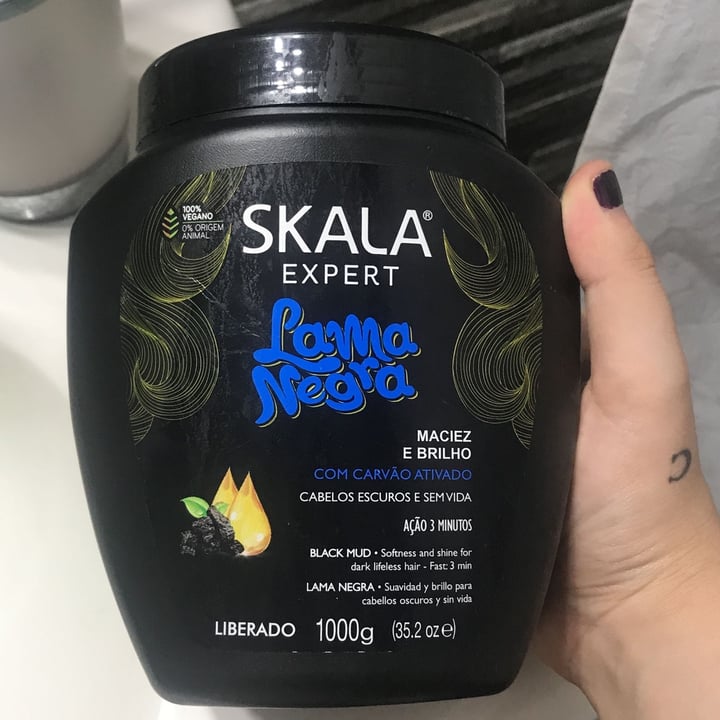 100%
VEGANO
0% ORIGEM
ANIMAL
SKALA®
EXPERT
Lama
Negra
MACIEZ
E BRILHO
COM CARVÃO ATIVADO
CABELOS ESCUROS E SEM VIDA
AÇÃO 3 MINUTOS
BLACK MUD • Softness and shine for
dark lifeless hair - Fast: 3 min
LAMA NEGRA • Suavidad y brillo para
cabellos oscuros y sin vida
LIBERADO 1000g (35.2 oz e)